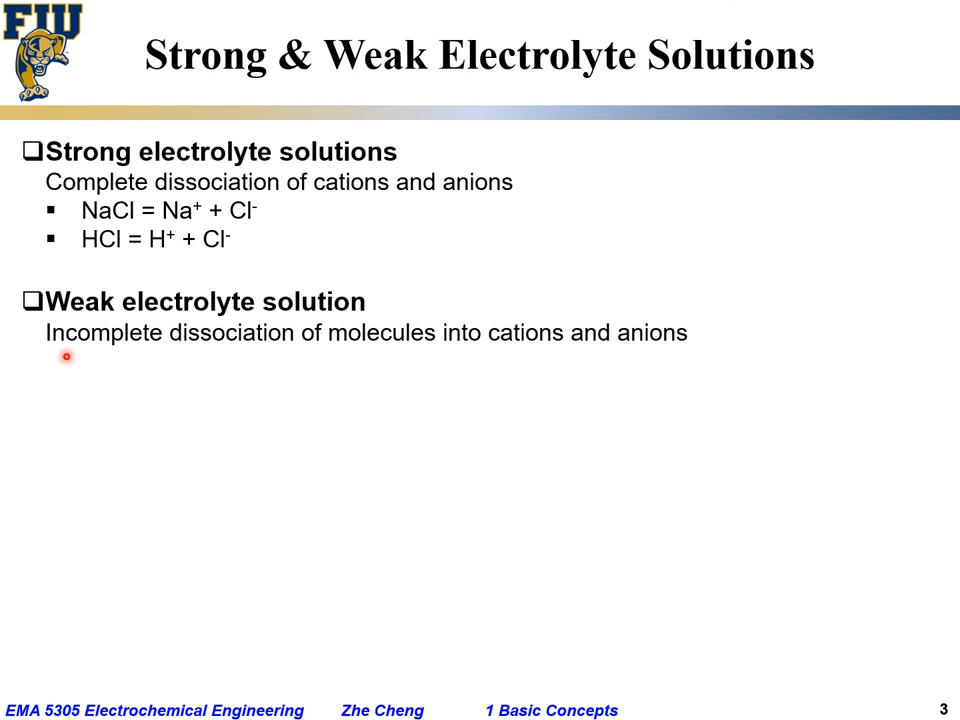 FIU
Strong & Weak Electrolyte Solutions
❑Strong electrolyte solutions
Complete dissociation of cations and anions
▪ NaCl = Na⁺ + Cl⁻
▪ HCl = H⁺ + Cl⁻
❑Weak electrolyte solution
Incomplete dissociation of molecules into cations and anions
EMA 5305 Electrochemical Engineering Zhe Cheng 1 Basic Concepts 3